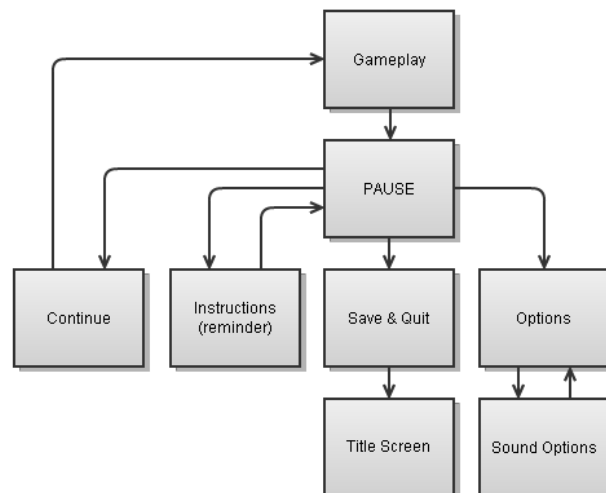 Gameplay
PAUSE
Continue
Instructions
(reminder)
Save & Quit
Options
Title Screen
Sound Options